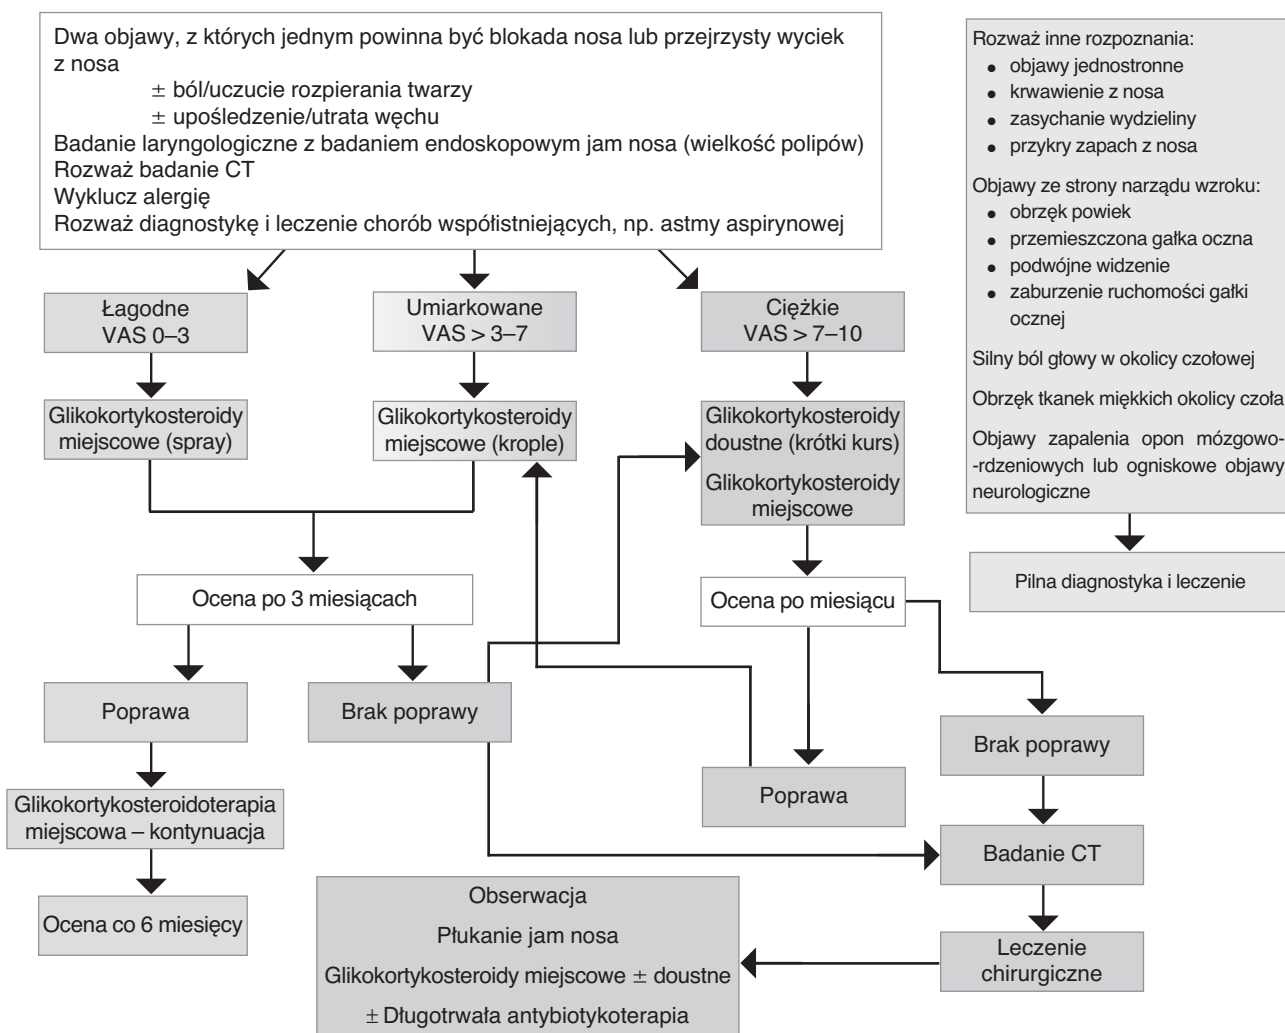 Dwa objawy, z których jednym powinna być blokada nosa lub przejrzysty wyciek
z nosa
± ból/uczucie rozpierania twarzy
± upośledzenie/utrata węchu
Badanie laryngologiczne z badaniem endoskopowym jam nosa (wielkość polipów)
Rozważ badanie CT
Wyklucz alergię
Rozważ diagnostykę i leczenie chorób współistniejących, np. astmy aspirynowej
Łagodne
VAS 0–3
Umiarkowane
VAS > 3–7
Ciężkie
VAS > 7–10
Glikokortykosteroidy
miejscowe (spray)
Glikokortykosteroidy
miejscowe (krople)
Glikokortykosteroidy
doustne (krótki kurs)
Glikokortykosteroidy
miejscowe
Ocena po 3 miesiącach
Ocena po miesiącu
Poprawa
Brak poprawy
Poprawa
Brak poprawy
Glikokortykosteroidoterapia
miejscowa – kontynuacja
Badanie CT
Ocena co 6 miesięcy
Leczenie
chirurgiczne
Obserwacja
Płukanie jam nosa
Glikokortykosteroidy miejscowe ± doustne
± Długotrwała antybiotykoterapia
Rozważ inne rozpoznania:
● objawy jednostronne
● krwawienie z nosa
● zasychanie wydzieliny
● przykry zapach z nosa
Objawy ze strony narządu wzroku:
● obrzęk powiek
● przemieszczona gałka oczna
● podwójne widzenie
● zaburzenie ruchomości gałki
ocznej
Silny ból głowy w okolicy czołowej
Obrzęk tkanek miękkich okolicy czoła
Objawy zapalenia opon mózgowo-
-rdzeniowych lub ogniskowe objawy
neurologiczne
Pilna diagnostyka i leczenie